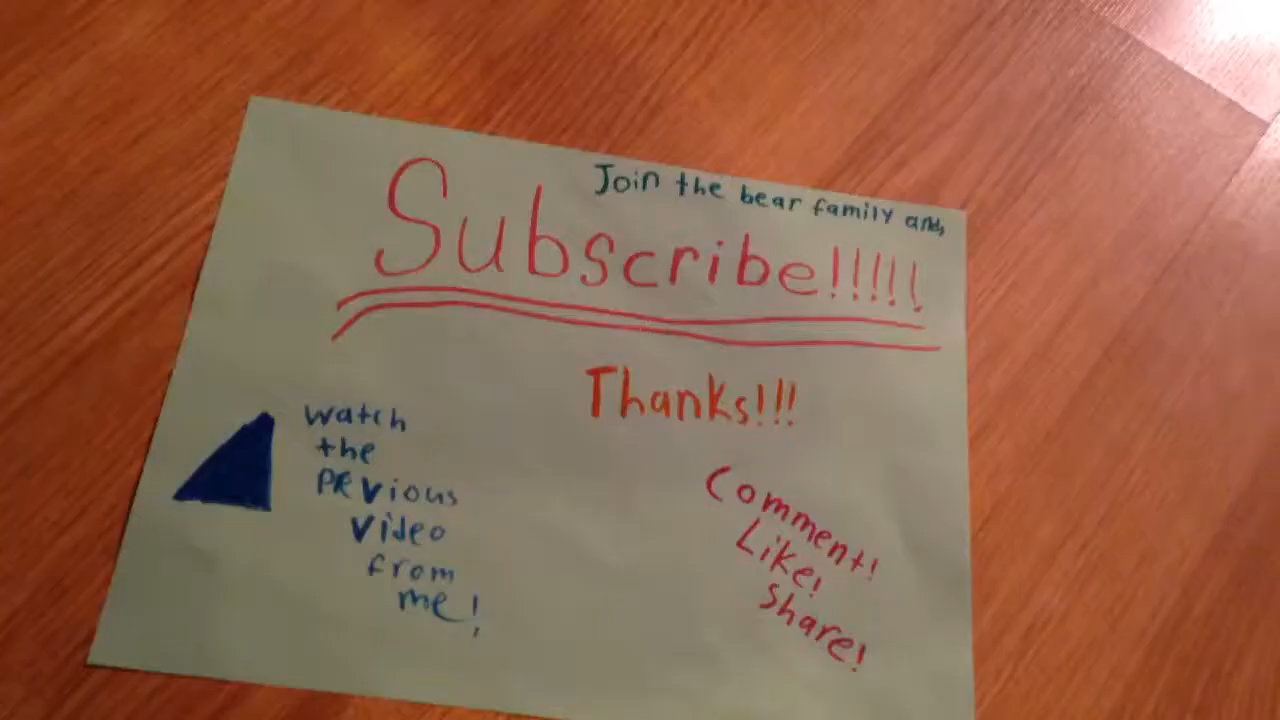 Join the bear family and,
Subscribe!!!!!
Thanks!!!
watch
the
PRVious
video
from
me!
Comment!
Like!
Share!